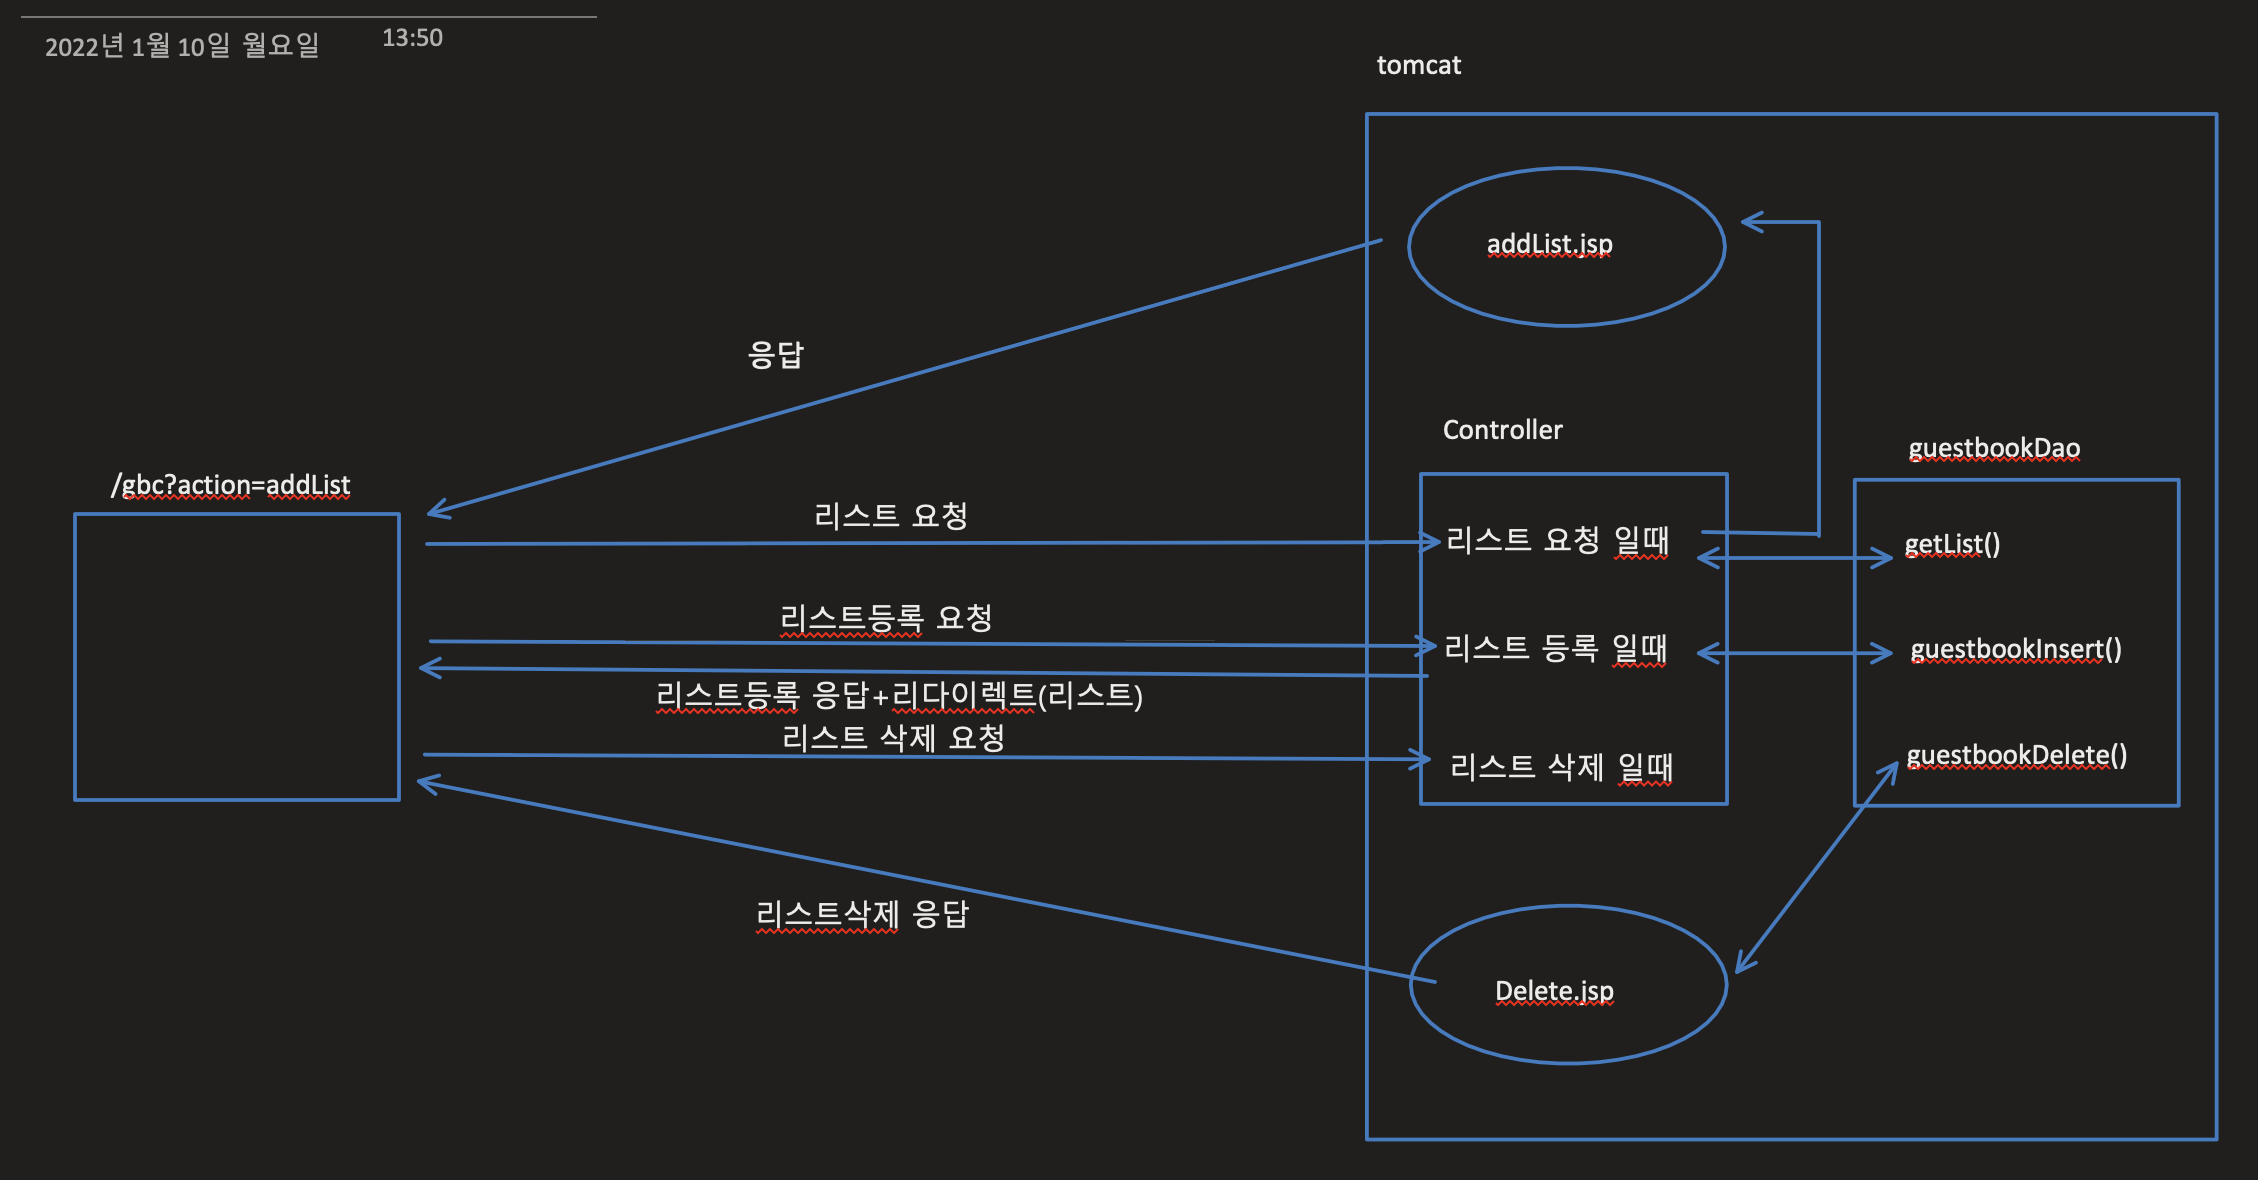 2022년 1월 10일 월요일 13:50
tomcat
addList.jsp
응답
Controller
guestbookDao
/gbc?action=addList
리스트 요청
리스트 요청 일때
getList()
리스트등록 요청
리스트 등록 일때
guestbookInsert()
리스트등록 응답+리다이렉트(리스트)
리스트 삭제 요청
리스트 삭제 일때
guestbookDelete()
리스트삭제 응답
Delete.jsp